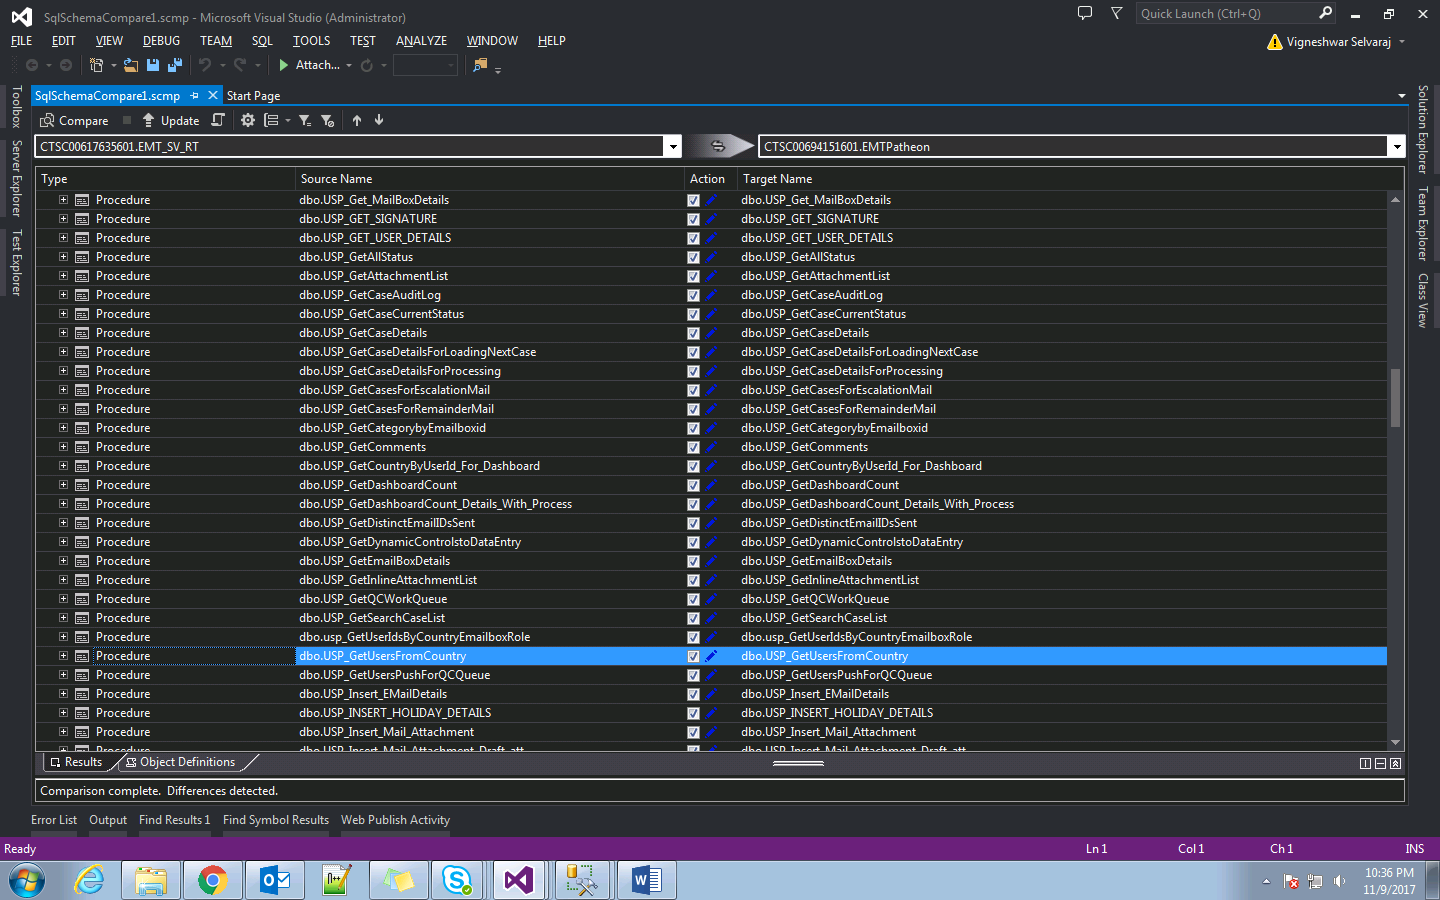 SqlSchemaCompare1.scmp - Microsoft Visual Studio (Administrator)
Quick Launch (Ctrl+Q)
FILE EDIT VIEW DEBUG TEAM SQL TOOLS TEST ANALYZE WINDOW HELP
Vigneshwar Selvaraj
Attach...
SqlSchemaCompare1.scmp Start Page
Compare Update
CTSC00617635601.EMT_SV_RT CTSC00694151601.EMTPatheon
Type Source Name Action Target Name
Procedure dbo.USP_Get_MailBoxDetails dbo.USP_Get_MailBoxDetails
Procedure dbo.USP_GET_SIGNATURE dbo.USP_GET_SIGNATURE
Procedure dbo.USP_GET_USER_DETAILS dbo.USP_GET_USER_DETAILS
Procedure dbo.USP_GetAllStatus dbo.USP_GetAllStatus
Procedure dbo.USP_GetAttachmentList dbo.USP_GetAttachmentList
Procedure dbo.USP_GetCaseAuditLog dbo.USP_GetCaseAuditLog
Procedure dbo.USP_GetCaseCurrentStatus dbo.USP_GetCaseCurrentStatus
Procedure dbo.USP_GetCaseDetails dbo.USP_GetCaseDetails
Procedure dbo.USP_GetCaseDetailsForLoadingNextCase dbo.USP_GetCaseDetailsForLoadingNextCase
Procedure dbo.USP_GetCaseDetailsForProcessing dbo.USP_GetCaseDetailsForProcessing
Procedure dbo.USP_GetCasesForEscalationMail dbo.USP_GetCasesForEscalationMail
Procedure dbo.USP_GetCasesForRemainderMail dbo.USP_GetCasesForRemainderMail
Procedure dbo.USP_GetCategorybyEmailboxid dbo.USP_GetCategorybyEmailboxid
Procedure dbo.USP_GetComments dbo.USP_GetComments
Procedure dbo.USP_GetCountryByUserId_For_Dashboard dbo.USP_GetCountryByUserId_For_Dashboard
Procedure dbo.USP_GetDashboardCount dbo.USP_GetDashboardCount
Procedure dbo.USP_GetDashboardCount_Details_With_Process dbo.USP_GetDashboardCount_Details_With_Process
Procedure dbo.USP_GetDistinctEmailIDsSent dbo.USP_GetDistinctEmailIDsSent
Procedure dbo.USP_GetDynamicControlstoDataEntry dbo.USP_GetDynamicControlstoDataEntry
Procedure dbo.USP_GetEmailBoxDetails dbo.USP_GetEmailBoxDetails
Procedure dbo.USP_GetInlineAttachmentList dbo.USP_GetInlineAttachmentList
Procedure dbo.USP_GetQCWorkQueue dbo.USP_GetQCWorkQueue
Procedure dbo.USP_GetSearchCaseList dbo.USP_GetSearchCaseList
Procedure dbo.usp_GetUserIdsByCountryEmailboxRole dbo.usp_GetUserIdsByCountryEmailboxRole
Procedure dbo.USP_GetUsersFromCountry dbo.USP_GetUsersFromCountry
Procedure dbo.USP_GetUsersPushForQCQueue dbo.USP_GetUsersPushForQCQueue
Procedure dbo.USP_Insert_EMailDetails dbo.USP_Insert_EMailDetails
Procedure dbo.USP_INSERT_HOLIDAY_DETAILS dbo.USP_INSERT_HOLIDAY_DETAILS
Procedure dbo.USP_Insert_Mail_Attachment dbo.USP_Insert_Mail_Attachment
Procedure dbo.USP_Insert_Mail_Attachment_Draft_att dbo.USP_Insert_Mail_Attachment_Draft_att
Results Object Definitions
Comparison complete. Differences detected.
Error List Output Find Results 1 Find Symbol Results Web Publish Activity
Ready Ln 1 Col 1 Ch 1 INS
10:36 PM
11/9/2017
Toolbox
Server Explorer
Test Explorer
Solution Explorer
Team Explorer
Class View